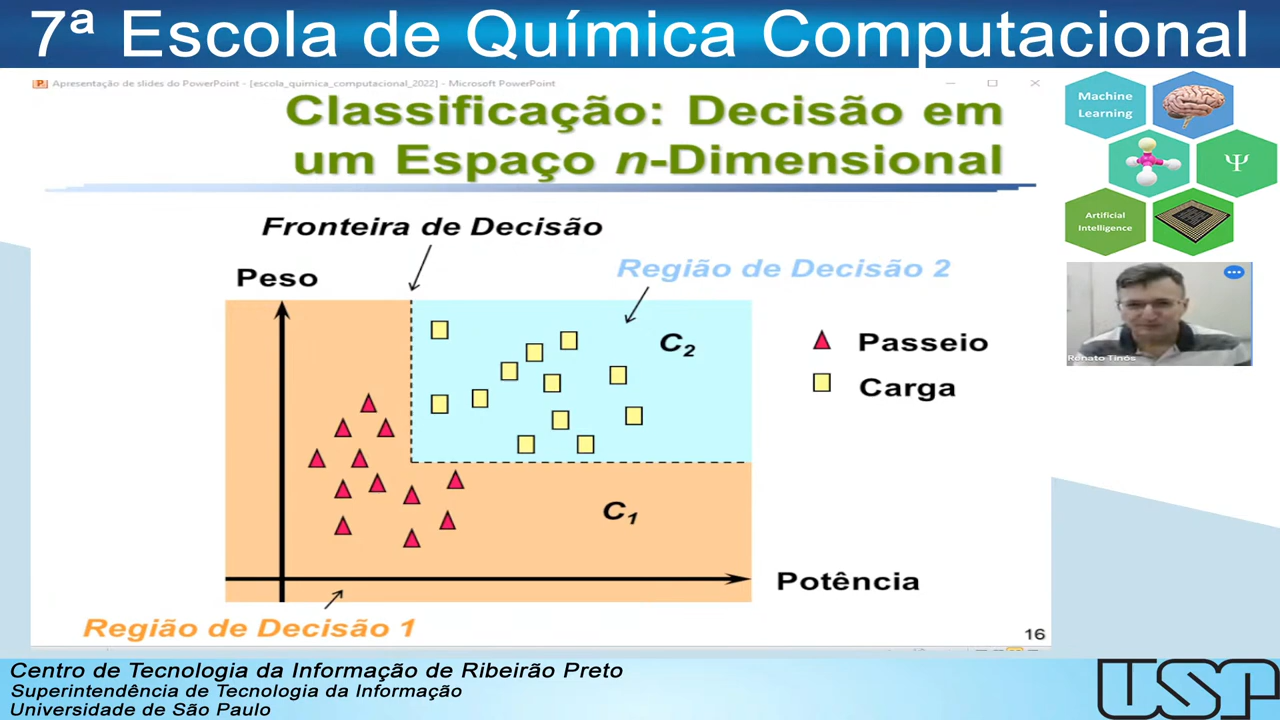 7ª Escola de Química Computacional
Apresentação de slides do PowerPoint - [escola_quimica_computacional_2022] - Microsoft PowerPoint
Classificação: Decisão em
um Espaço n-Dimensional
Machine
Learning
Ψ
Artificial
Intelligence
Fronteira de Decisão
Região de Decisão 2
Peso
C2
Passeio
Carga
C1
Potência
Região de Decisão 1
16
Renato Tinós
Centro de Tecnologia da Informação de Ribeirão Preto
Superintendência de Tecnologia da Informação
Universidade de São Paulo
USP